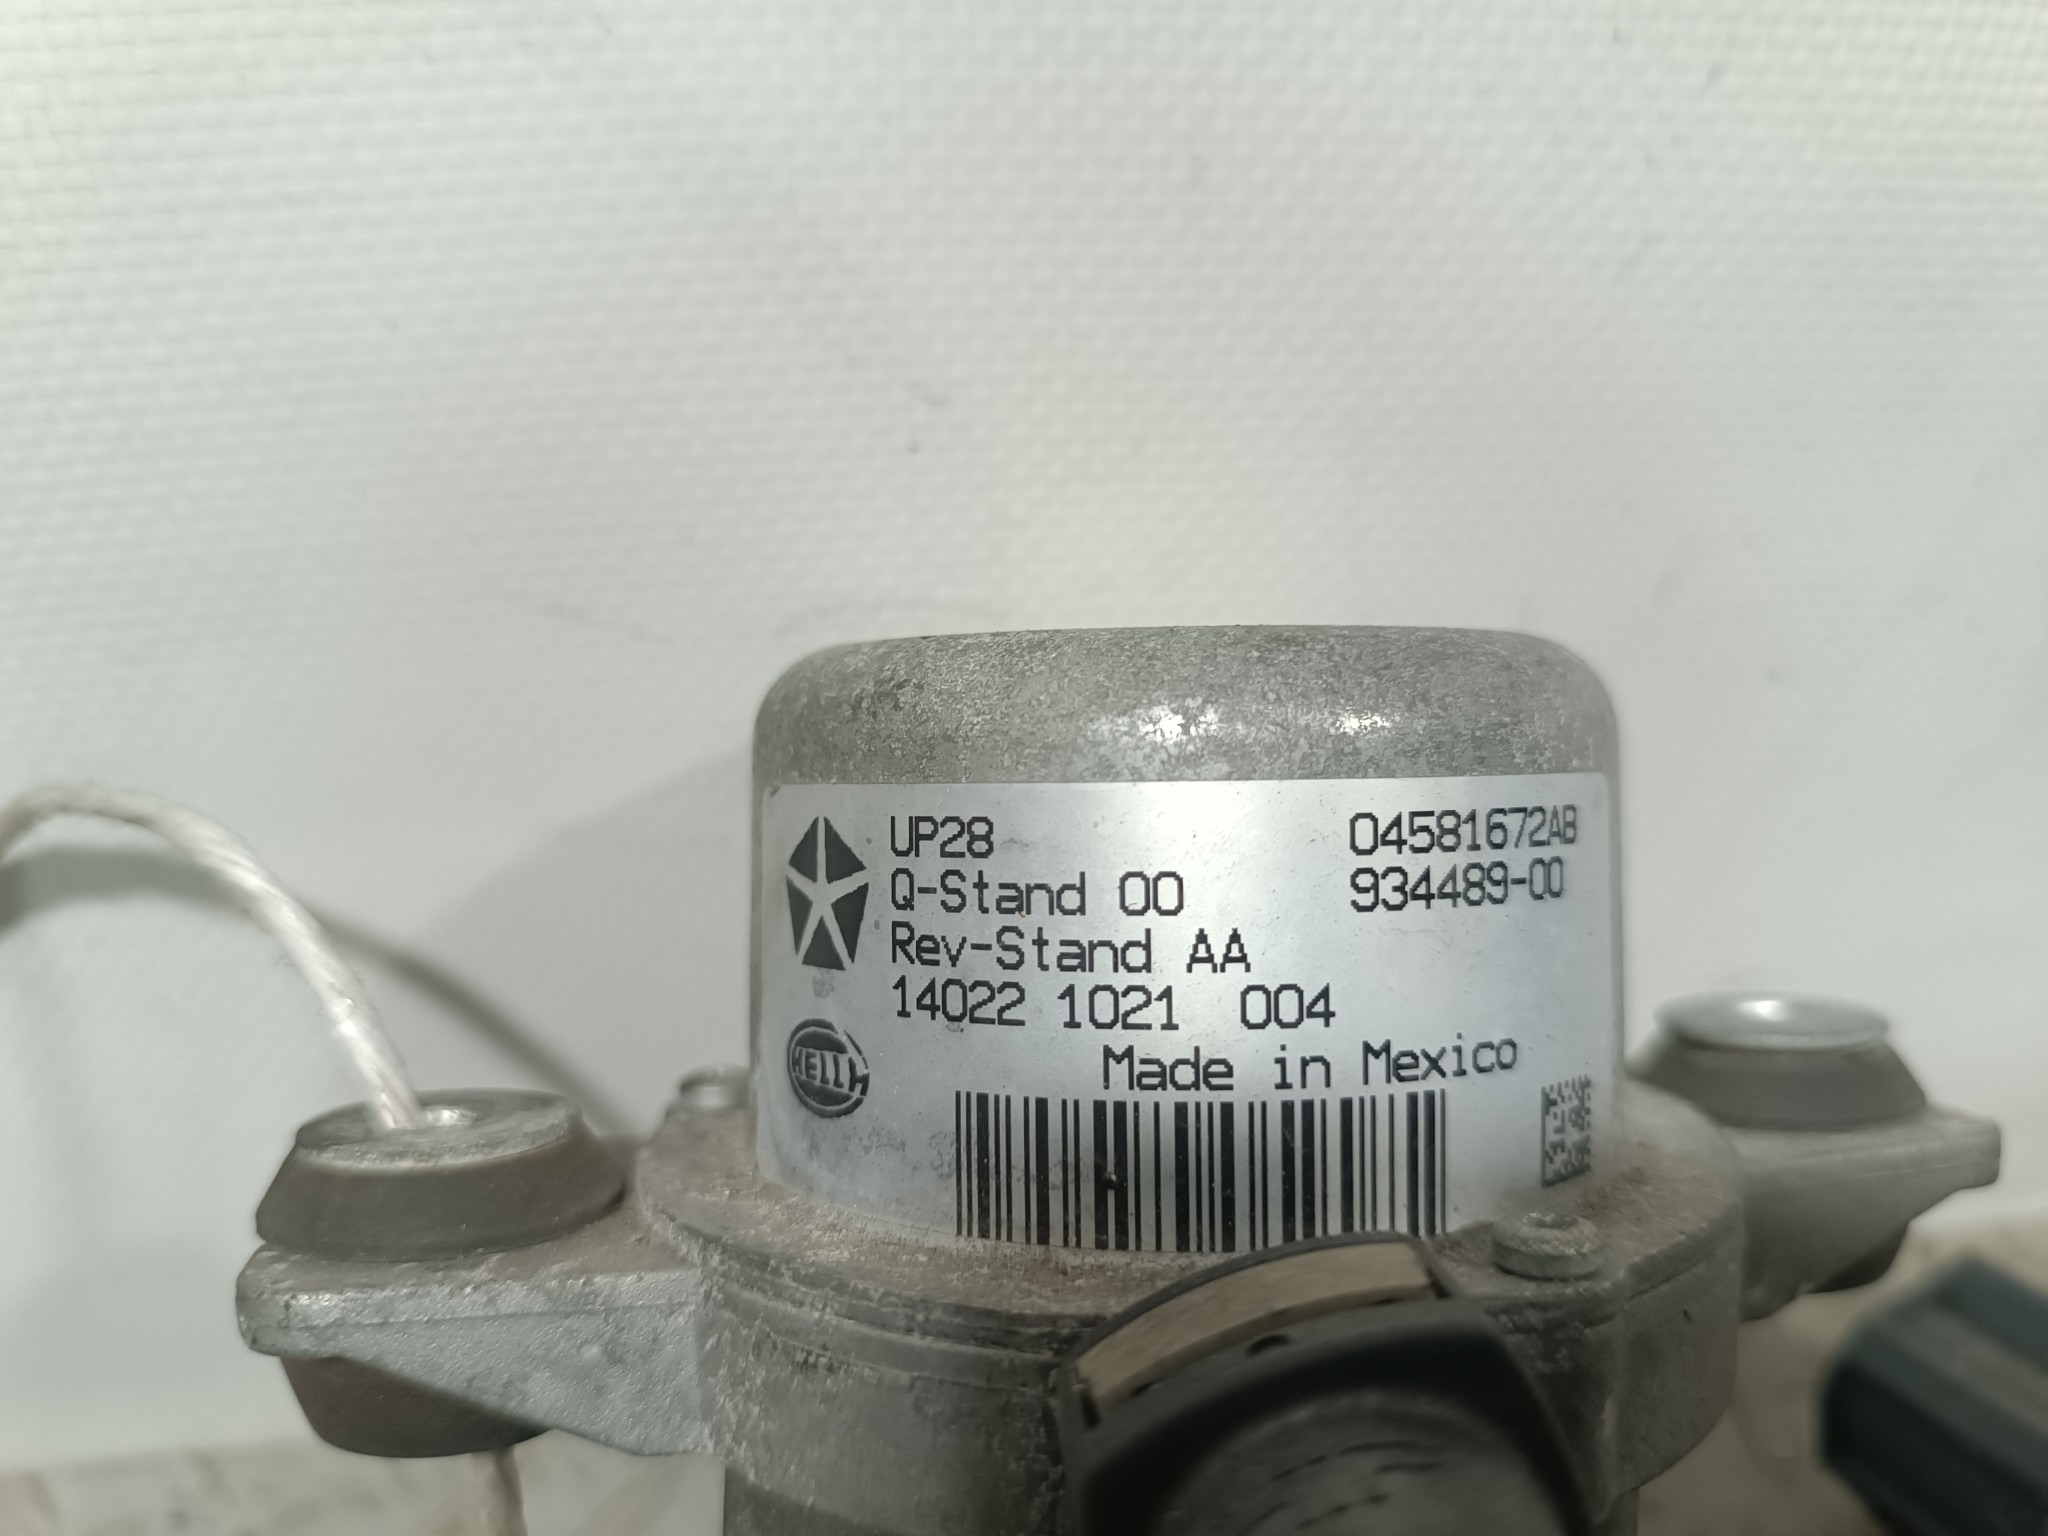 UP28 04581672AB
Q-Stand 00 934489-00
Rev-Stand AA
14022 1021 004
Made in Mexico
HELLA